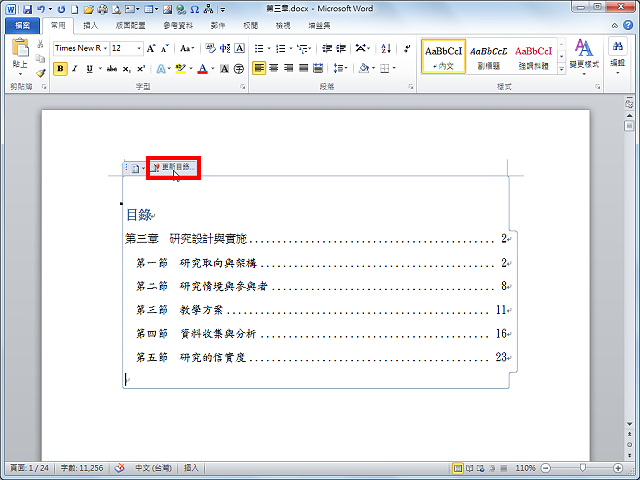 第三章.docx - Microsoft Word
檔案 常用 插入 版面配置 參考資料 郵件 校閱 檢視 增益集
Times New R 12
貼上
AaBbCcI AaBbCcI AaBbCcI
內文 副標題 強調斜體
變更樣式 編輯
剪貼簿 字型 段落 樣式
更新目錄...
目錄
第三章 研究設計與實施 2
第一節 研究取向與架構 2
第二節 研究情境與參與者 8
第三節 教學方案 11
第四節 資料收集與分析 16
第五節 研究的信實度 23
頁面: 1 / 24 字數: 11,256 中文 (台灣) 插入 110%